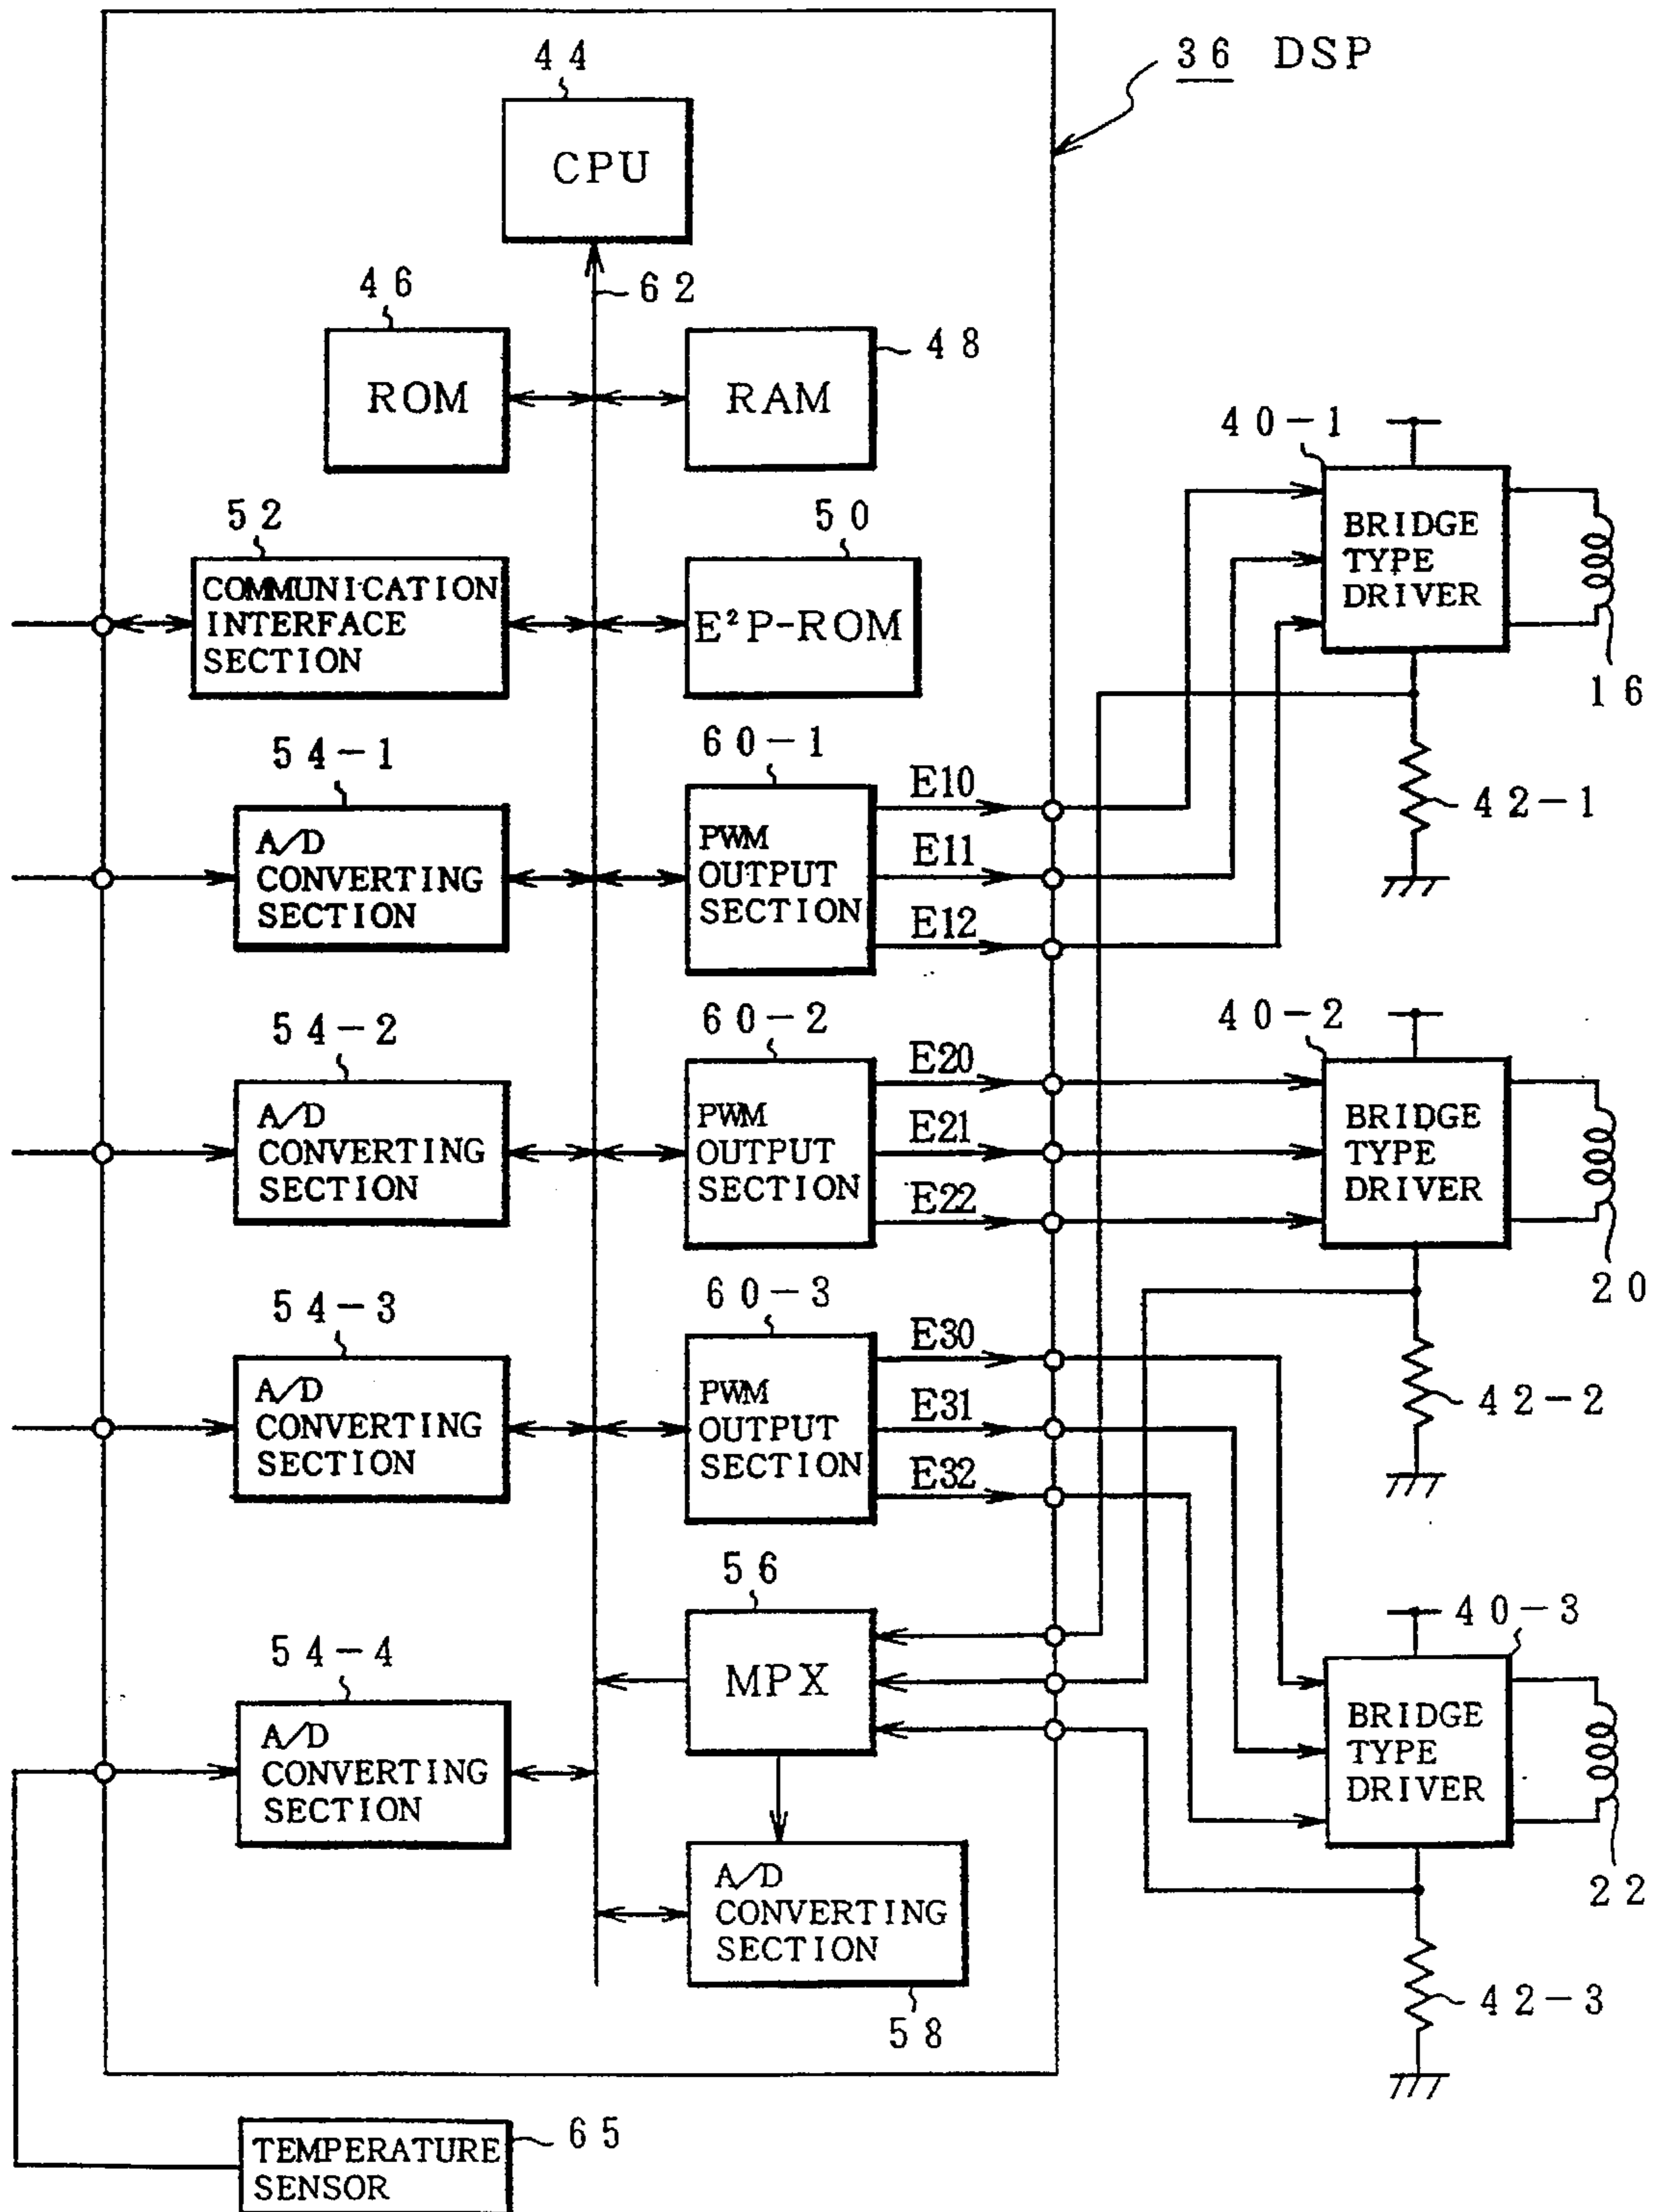 36 DSP
44
CPU
62
46
ROM
48
RAM
52
COMMUNICATION
INTERFACE
SECTION
50
E²P-ROM
40-1
BRIDGE
TYPE
DRIVER
16
42-1
54-1
A/D
CONVERTING
SECTION
60-1
PWM
OUTPUT
SECTION
E10
E11
E12
54-2
A/D
CONVERTING
SECTION
60-2
PWM
OUTPUT
SECTION
E20
E21
E22
40-2
BRIDGE
TYPE
DRIVER
20
42-2
54-3
A/D
CONVERTING
SECTION
60-3
PWM
OUTPUT
SECTION
E30
E31
E32
54-4
A/D
CONVERTING
SECTION
56
MPX
40-3
BRIDGE
TYPE
DRIVER
22
42-3
A/D
CONVERTING
SECTION
58
TEMPERATURE
SENSOR
65